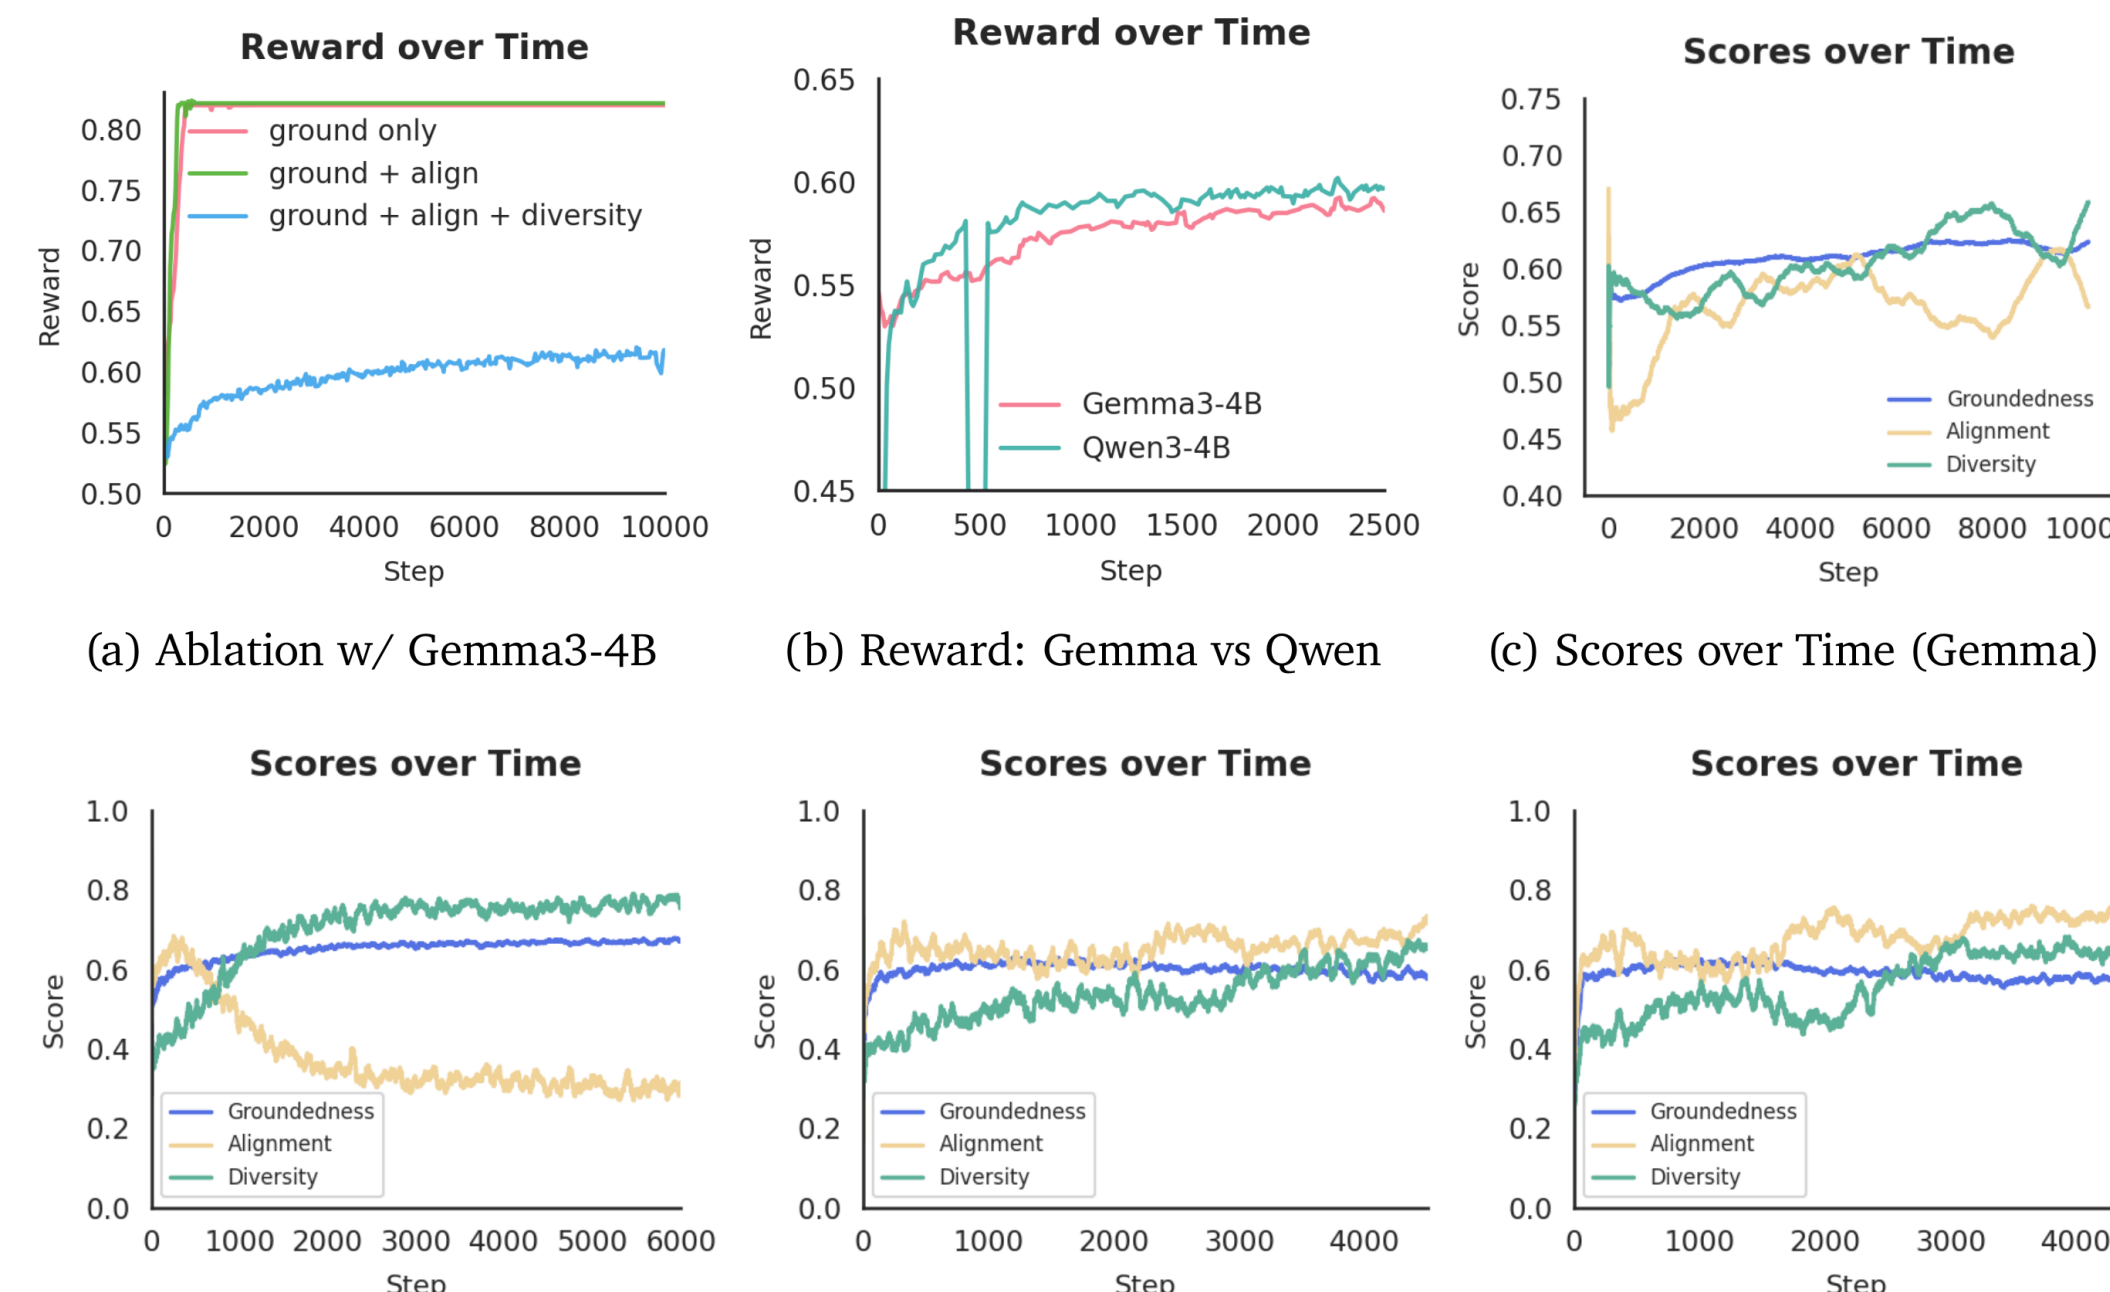 Reward over Time
0.80
0.75
0.70
0.65
0.60
0.55
0.50
Reward
ground only
ground + align
ground + align + diversity
0 2000 4000 6000 8000 10000
Step
(a) Ablation w/ Gemma3-4B
Reward over Time
0.65
0.60
0.55
0.50
0.45
Reward
Gemma3-4B
Qwen3-4B
0 500 1000 1500 2000 2500
Step
(b) Reward: Gemma vs Qwen
Scores over Time
0.75
0.70
0.65
0.60
0.55
0.50
0.45
0.40
Score
Groundedness
Alignment
Diversity
0 2000 4000 6000 8000 1000
Step
(c) Scores over Time (Gemma)
Scores over Time
1.0
0.8
0.6
0.4
0.2
0.0
Score
Groundedness
Alignment
Diversity
0 1000 2000 3000 4000 5000 6000
Step
Scores over Time
1.0
0.8
0.6
0.4
0.2
0.0
Score
Groundedness
Alignment
Diversity
0 1000 2000 3000 4000
Step
Scores over Time
1.0
0.8
0.6
0.4
0.2
0.0
Score
Groundedness
Alignment
Diversity
0 1000 2000 3000 4000
Step